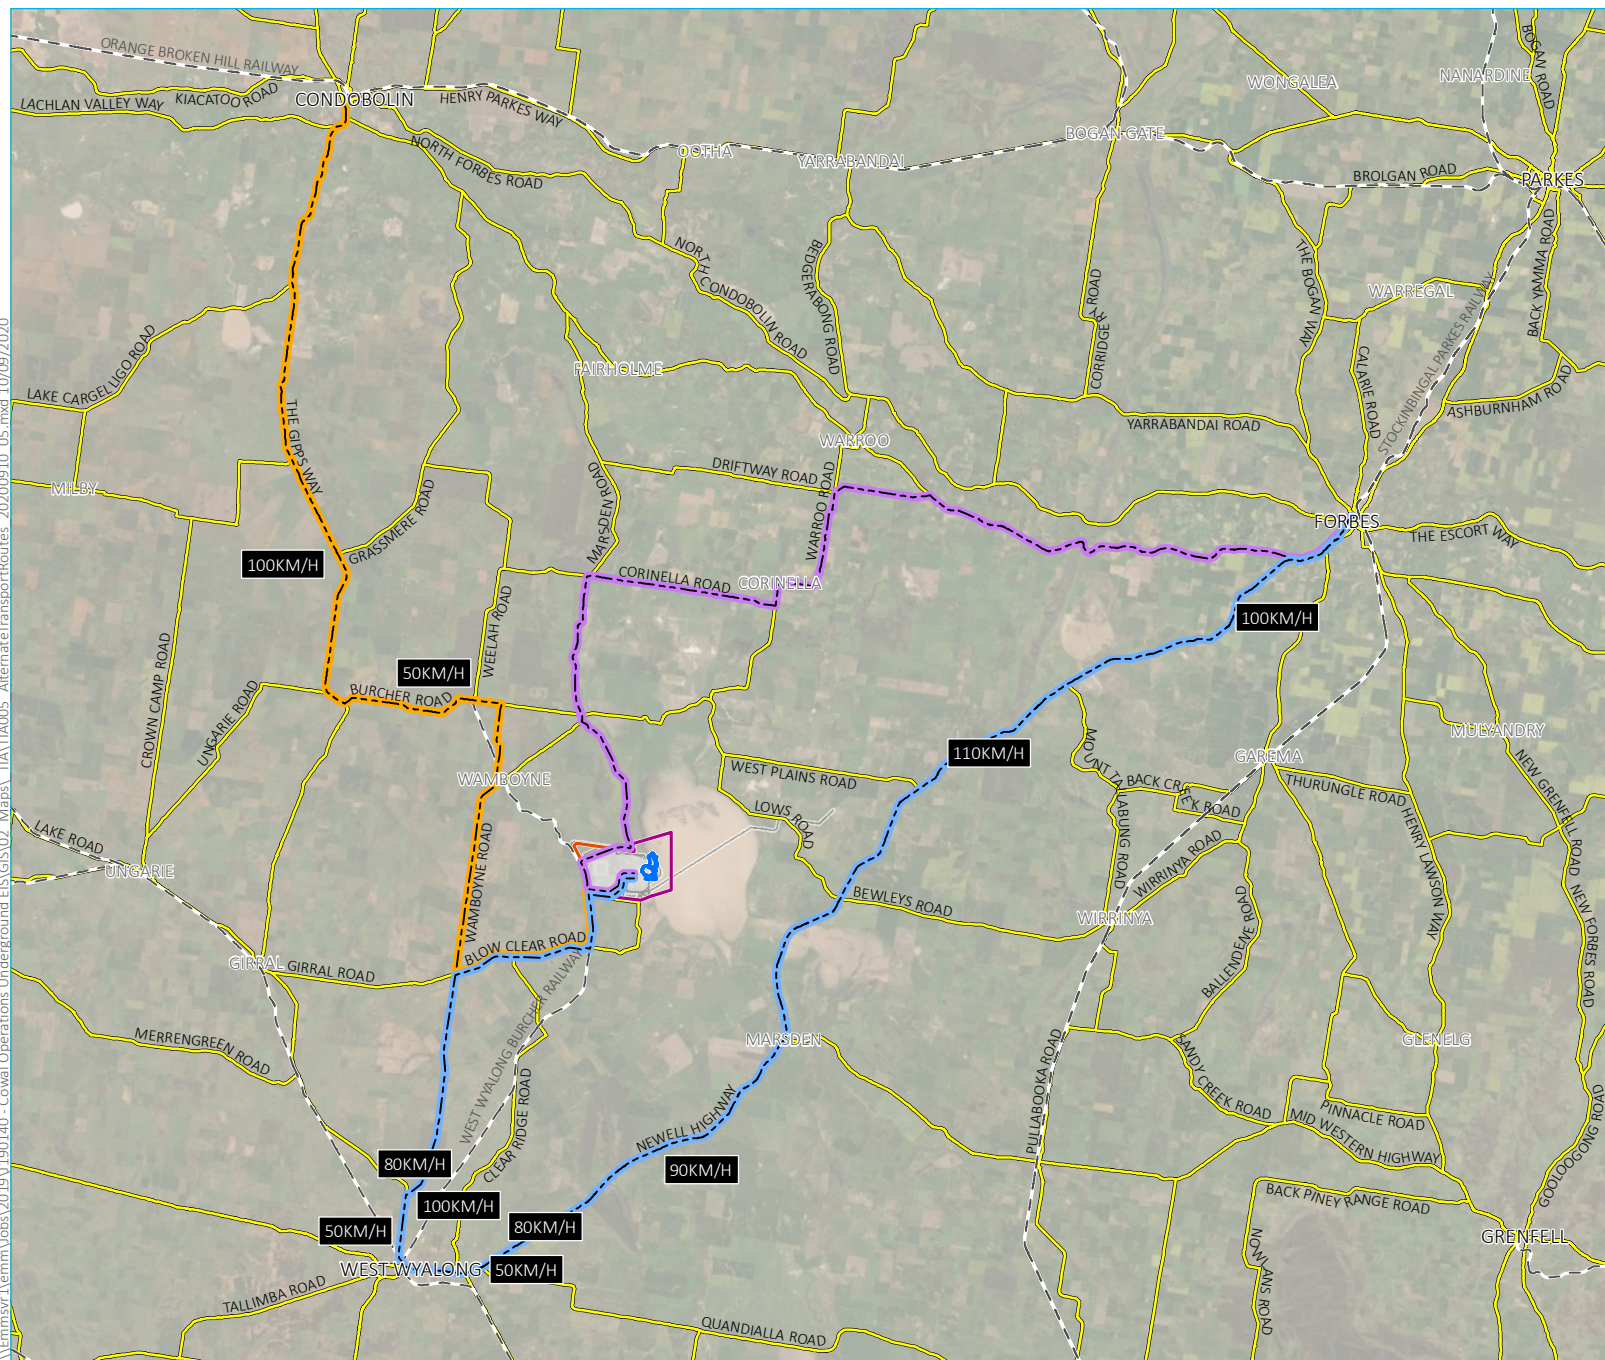 ORANGE BROKEN HILL RAILWAY
LACHLAN VALLEY WAY
KIACATOO ROAD
CONDOBOLIN
HENRY PARKES WAY
NORTH FORBES ROAD
OOTHA
YARRABANDAI
BOGAN GATE
WONGALEA
NANARDINE
BOGAN ROAD
BROLGAN ROAD
PARKES
NORTH CONDOBOLIN ROAD
BEDGERABONG ROAD
CORRIDGERY ROAD
THE BOGAN WAY
WARREGAL
BACK YAMMA ROAD
STOCKINBINGAL PARKES RAILWAY
CALARIE ROAD
ASHBURNHAM ROAD
LAKE CARGELLIGO ROAD
THE GIPPS WAY
FAIRHOLME
WARROO
YARRABANDAI ROAD
MILBY
GRASSMERE ROAD
MARSDEN ROAD
DRIFTWAY ROAD
WARROO ROAD
FORBES
THE ESCORT WAY
100KM/H
CORINELLA ROAD
CORINELLA
100KM/H
CROWN CAMP ROAD
WEELAH ROAD
50KM/H
BURCHER ROAD
UNGARIE ROAD
110KM/H
MOUNT TALLABUNG ROAD
GAREMA
MULYANDRY
WAMBOYNE
WEST PLAINS ROAD
BACK CREEK ROAD
THURUNGLE ROAD
NEW GRENFELL ROAD
LOWS ROAD
LAKE ROAD
UNGARIE
WAMBOYNE ROAD
BEWLEYS ROAD
WIRRINYA ROAD
WIRRINYA
HENRY LAWSON WAY
NEW FORBES ROAD
BALLENDENE ROAD
BLOW CLEAR ROAD
GIRRAL
GIRRAL ROAD
WEST WYALONG BURCHER RAILWAY
MERRENGREEN ROAD
MARSDEN
GLENELG
PULLABOOKA ROAD
SANDY CREEK ROAD
PINNACLE ROAD
MID WESTERN HIGHWAY
GOOLOOGONG ROAD
CLEAR RIDGE ROAD
NEWELL HIGHWAY
80KM/H
90KM/H
100KM/H
BACK PINEY RANGE ROAD
50KM/H
80KM/H
GRENFELL
NOWLANS ROAD
WEST WYALONG
50KM/H
TALLIMBA ROAD
QUANDIALLA ROAD